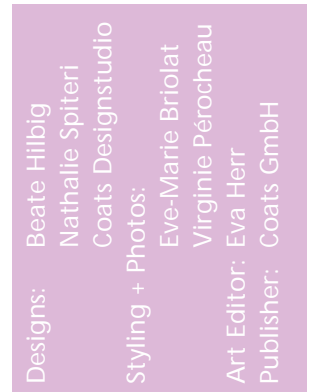 Designs: Beate Hilbig
Nathalie Spiteri
Coats Designstudio
Styling + Photos:
Eve-Marie Briolat
Virginie Pérocheau
Art Editor: Eva Herr
Publisher: Coats GmbH